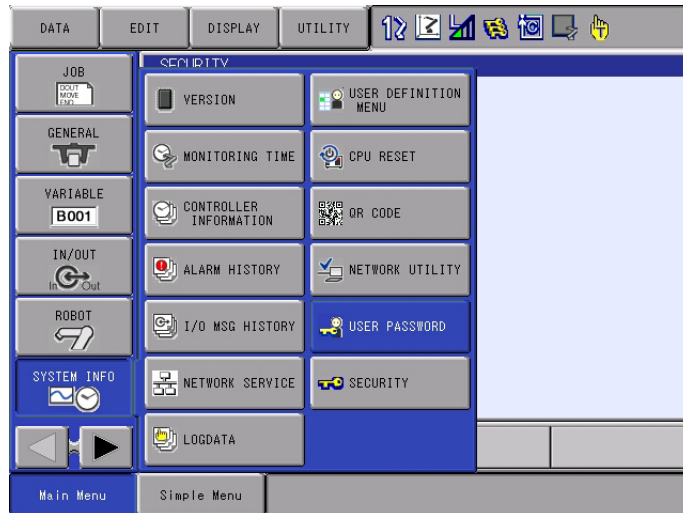 DATA
EDIT
DISPLAY
UTILITY
12
SECURITY
JOB
DOUT
MOVE
END
GENERAL
VARIABLE
B001
IN/OUT
In Out
ROBOT
SYSTEM INFO
VERSION
MONITORING TIME
CONTROLLER
INFORMATION
ALARM HISTORY
I/O MSG HISTORY
NETWORK SERVICE
LOGDATA
USER DEFINITION
MENU
CPU RESET
QR CODE
NETWORK UTILITY
USER PASSWORD
SECURITY
Main Menu
Simple Menu